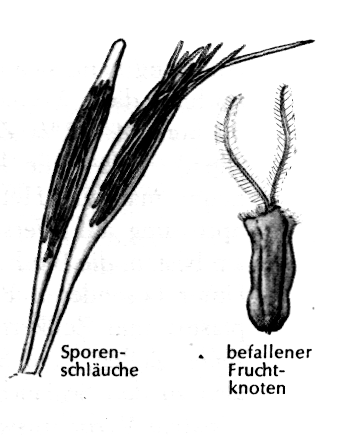 Sporen-
schläuche
befallener
Frucht-
knoten